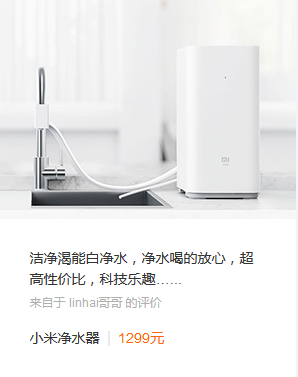 洁净渴能白净水，净水喝的放心，超
高性价比，科技乐趣......
来自于 linhai哥哥 的评价
小米净水器 | 1299元